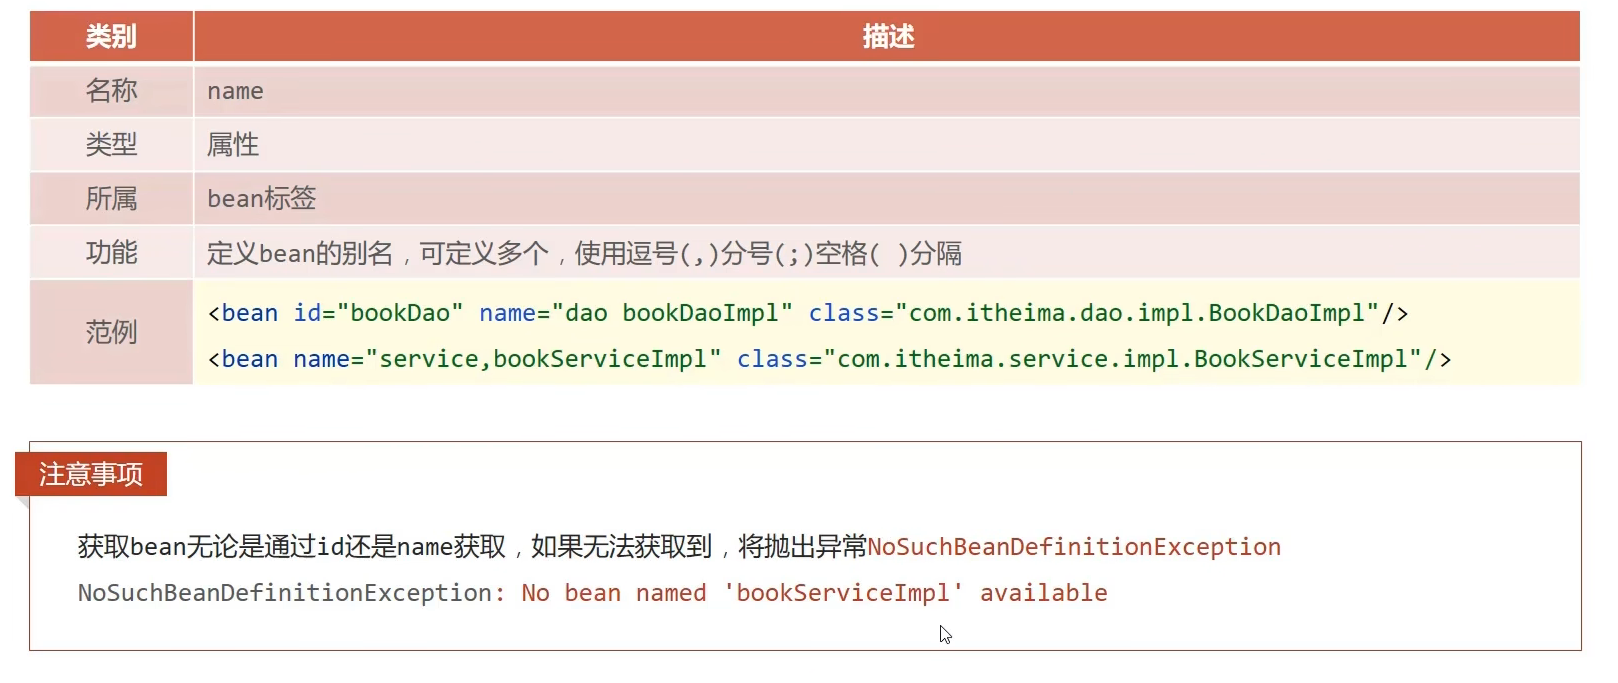 类别 描述
名称 name
类型 属性
所属 bean标签
功能 定义bean的别名，可定义多个，使用逗号(,)分号(;)空格( )分隔
范例
<bean id="bookDao" name="dao bookDaoImpl" class="com.itheima.dao.impl.BookDaoImpl"/>
<bean name="service,bookServiceImpl" class="com.itheima.service.impl.BookServiceImpl"/>
注意事项
获取bean无论是通过id还是name获取，如果无法获取到，将抛出异常NoSuchBeanDefinitionException
NoSuchBeanDefinitionException: No bean named 'bookServiceImpl' available